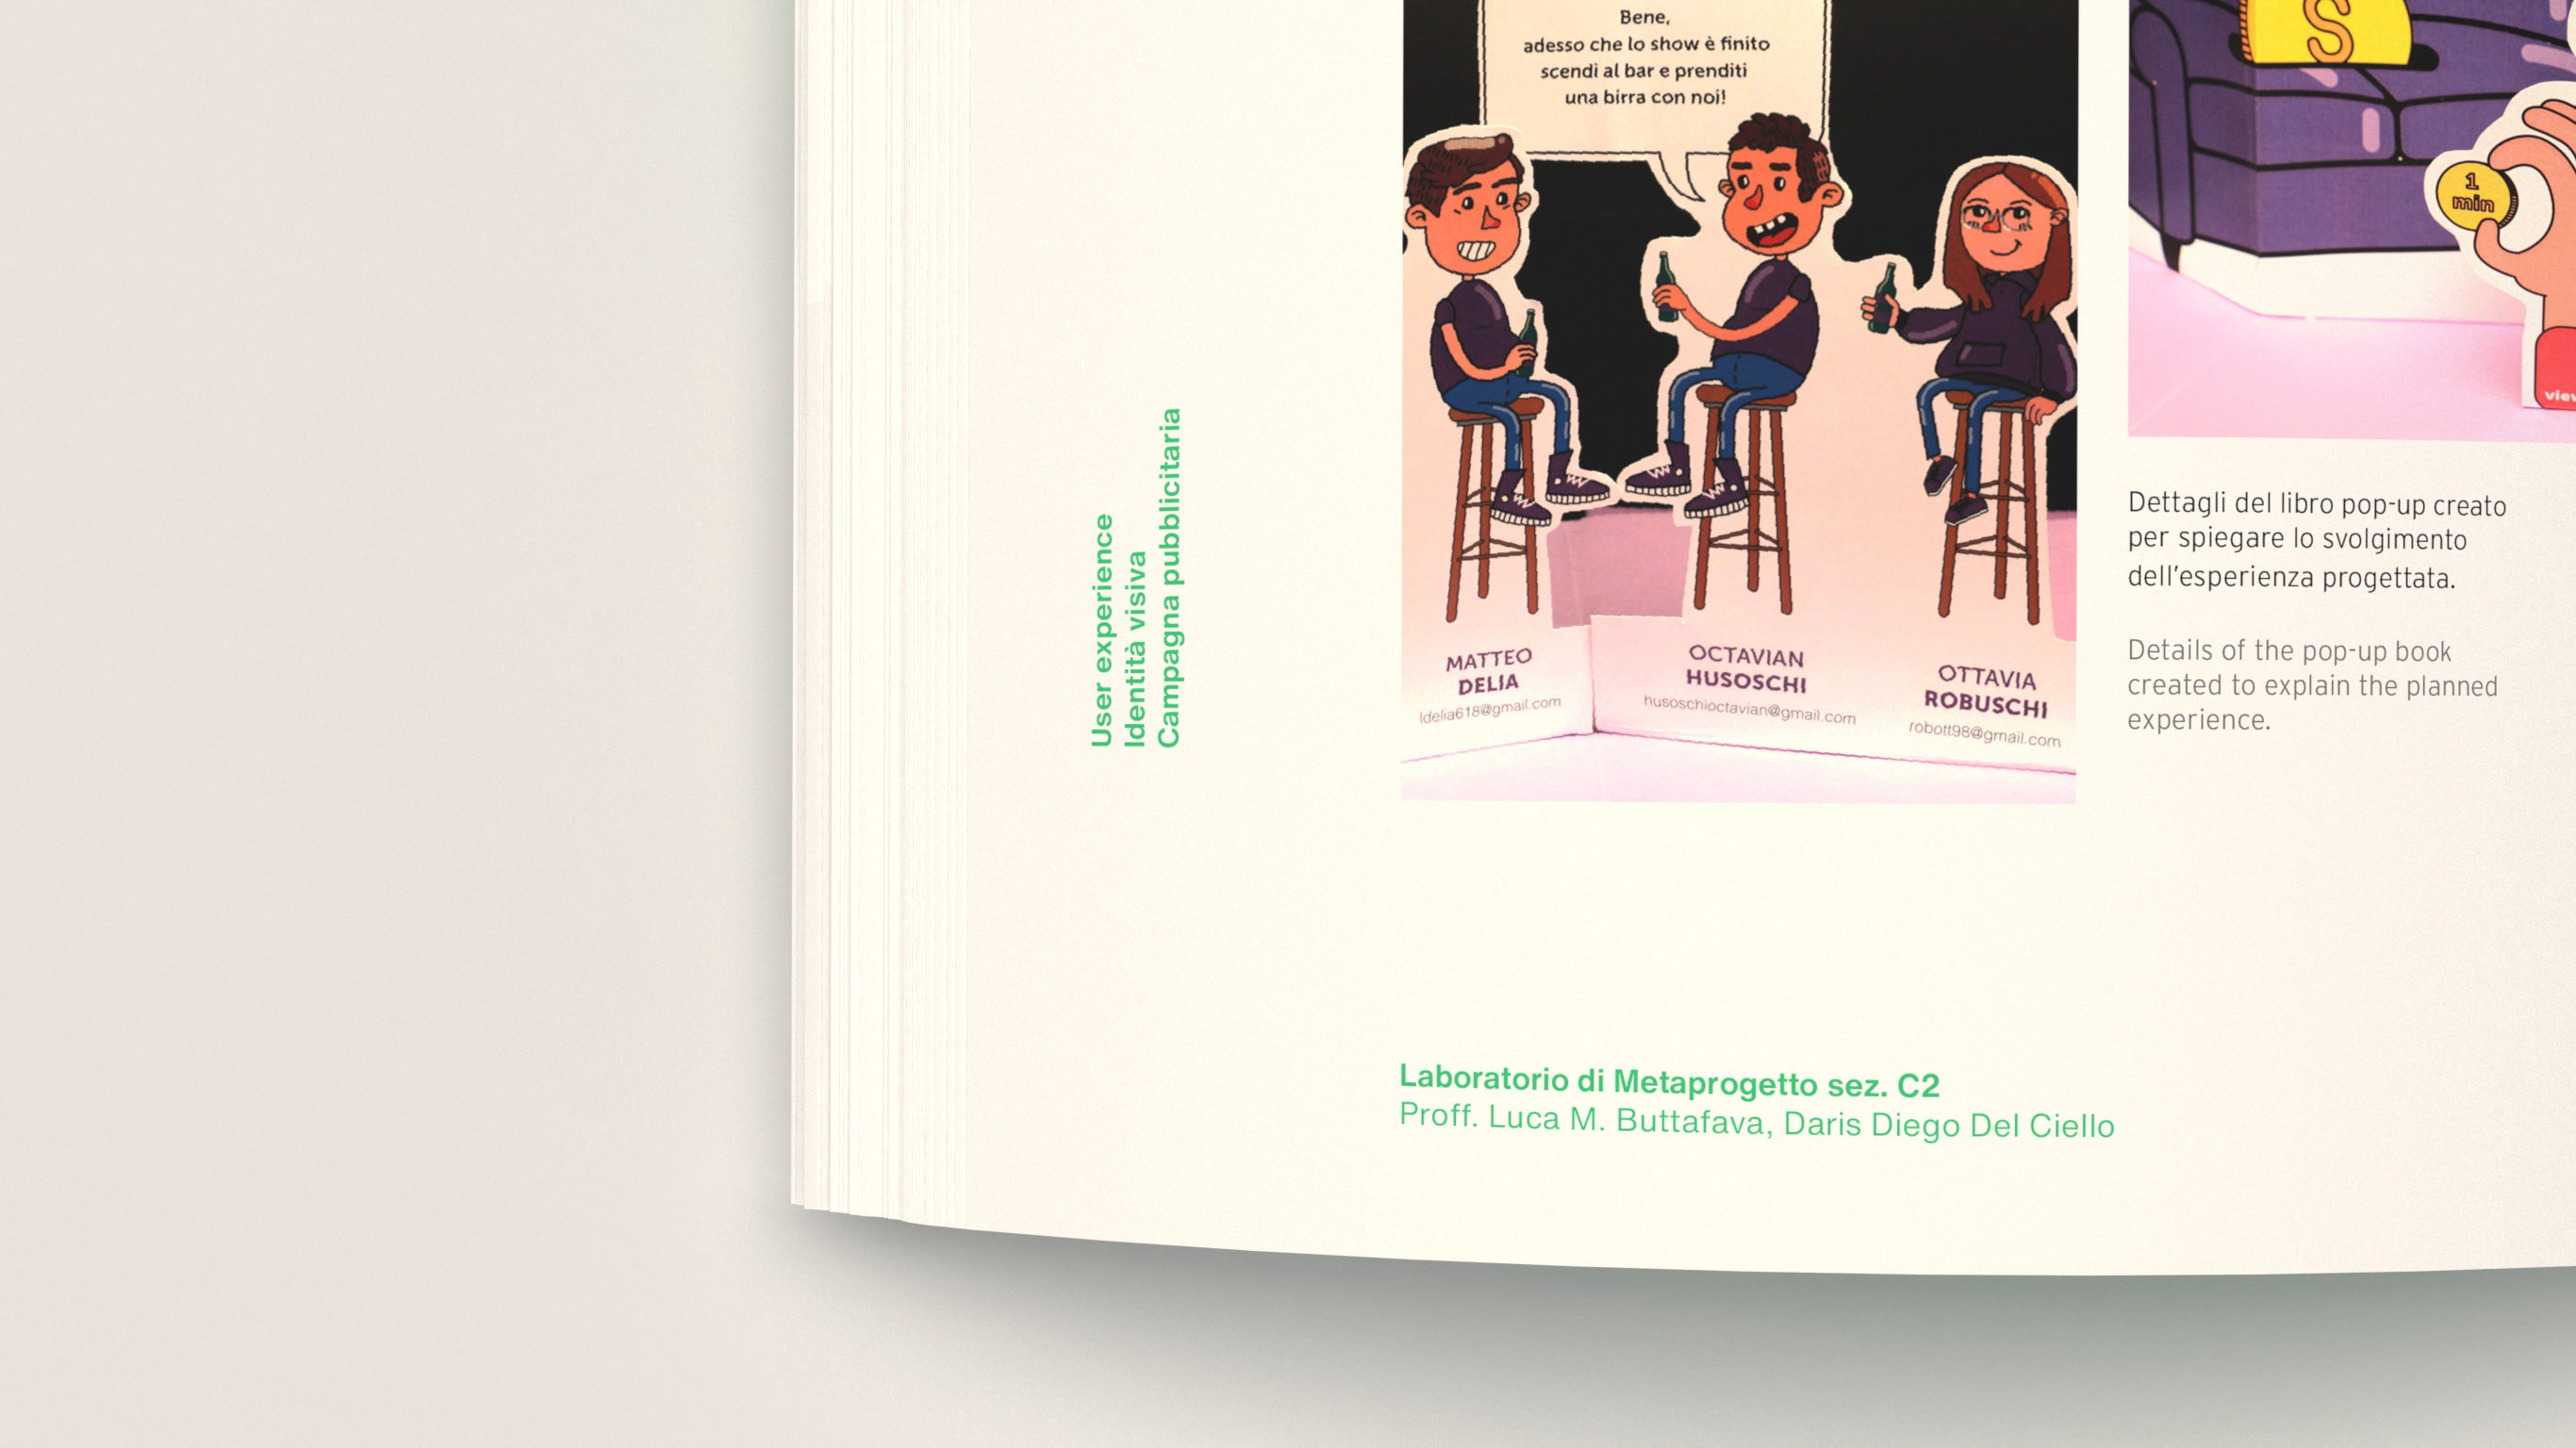 Bene,
adesso che lo show è finito
scendi al bar e prenditi
una birra con noi!
S
1
min
User experience
Identità visiva
Campagna pubblicitaria
MATTEO
DELIA
ldelia618@gmail.com
OCTAVIAN
HUSOSCHI
husoschioctavian@gmail.com
OTTAVIA
ROBUSCHI
robott98@gmail.com
Dettagli del libro pop-up creato
per spiegare lo svolgimento
dell'esperienza progettata.
Details of the pop-up book
created to explain the planned
experience.
Laboratorio di Metaprogetto sez. C2
Proff. Luca M. Buttafava, Daris Diego Del Ciello